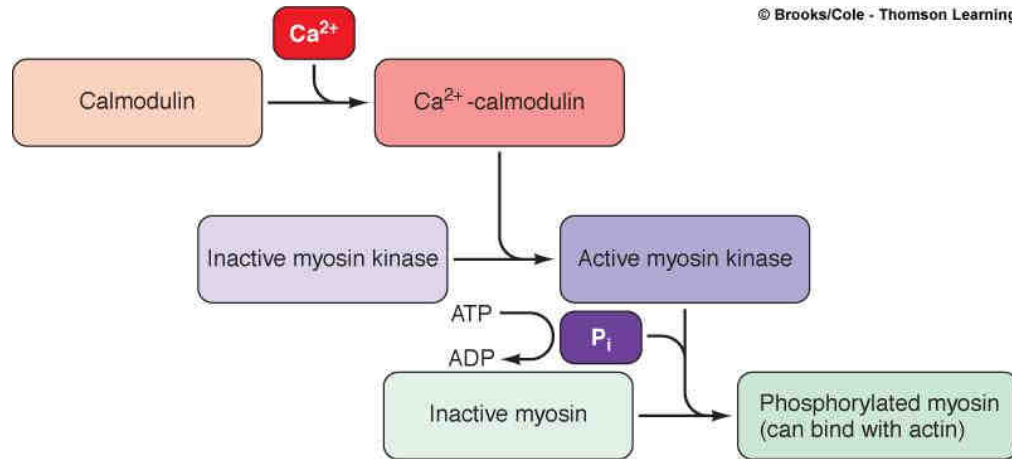 © Brooks/Cole - Thomson Learning
Ca²⁺
Calmodulin
Ca²⁺ -calmodulin
Inactive myosin kinase
Active myosin kinase
ATP
Pᵢ
ADP
Inactive myosin
Phosphorylated myosin
(can bind with actin)